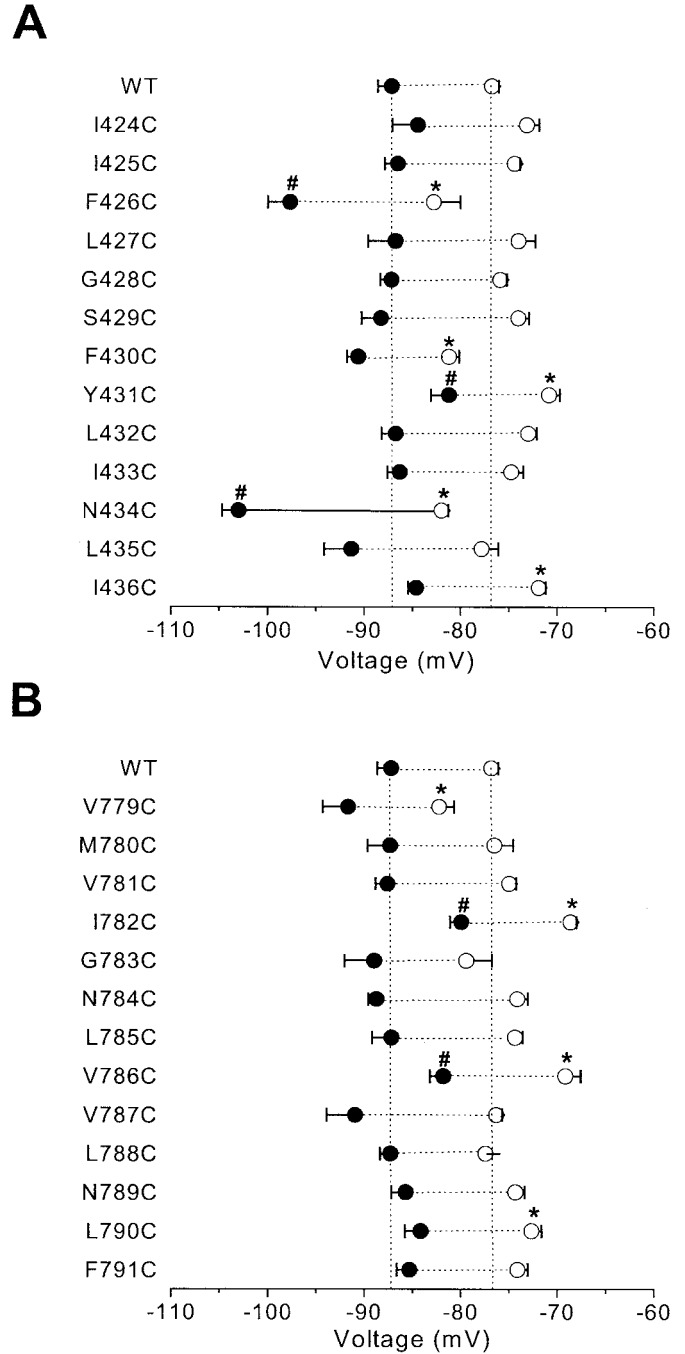 A
WT
I424C
I425C
# *
F426C
L427C
G428C
S429C
*
F430C
# *
Y431C
L432C
I433C
# *
N434C
L435C
*
I436C
-110 -100 -90 -80 -70 -60
Voltage (mV)
B
WT
*
V779C
M780C
V781C
# *
I782C
G783C
N784C
L785C
# *
V786C
V787C
L788C
N789C
*
L790C
F791C
-110 -100 -90 -80 -70 -60
Voltage (mV)